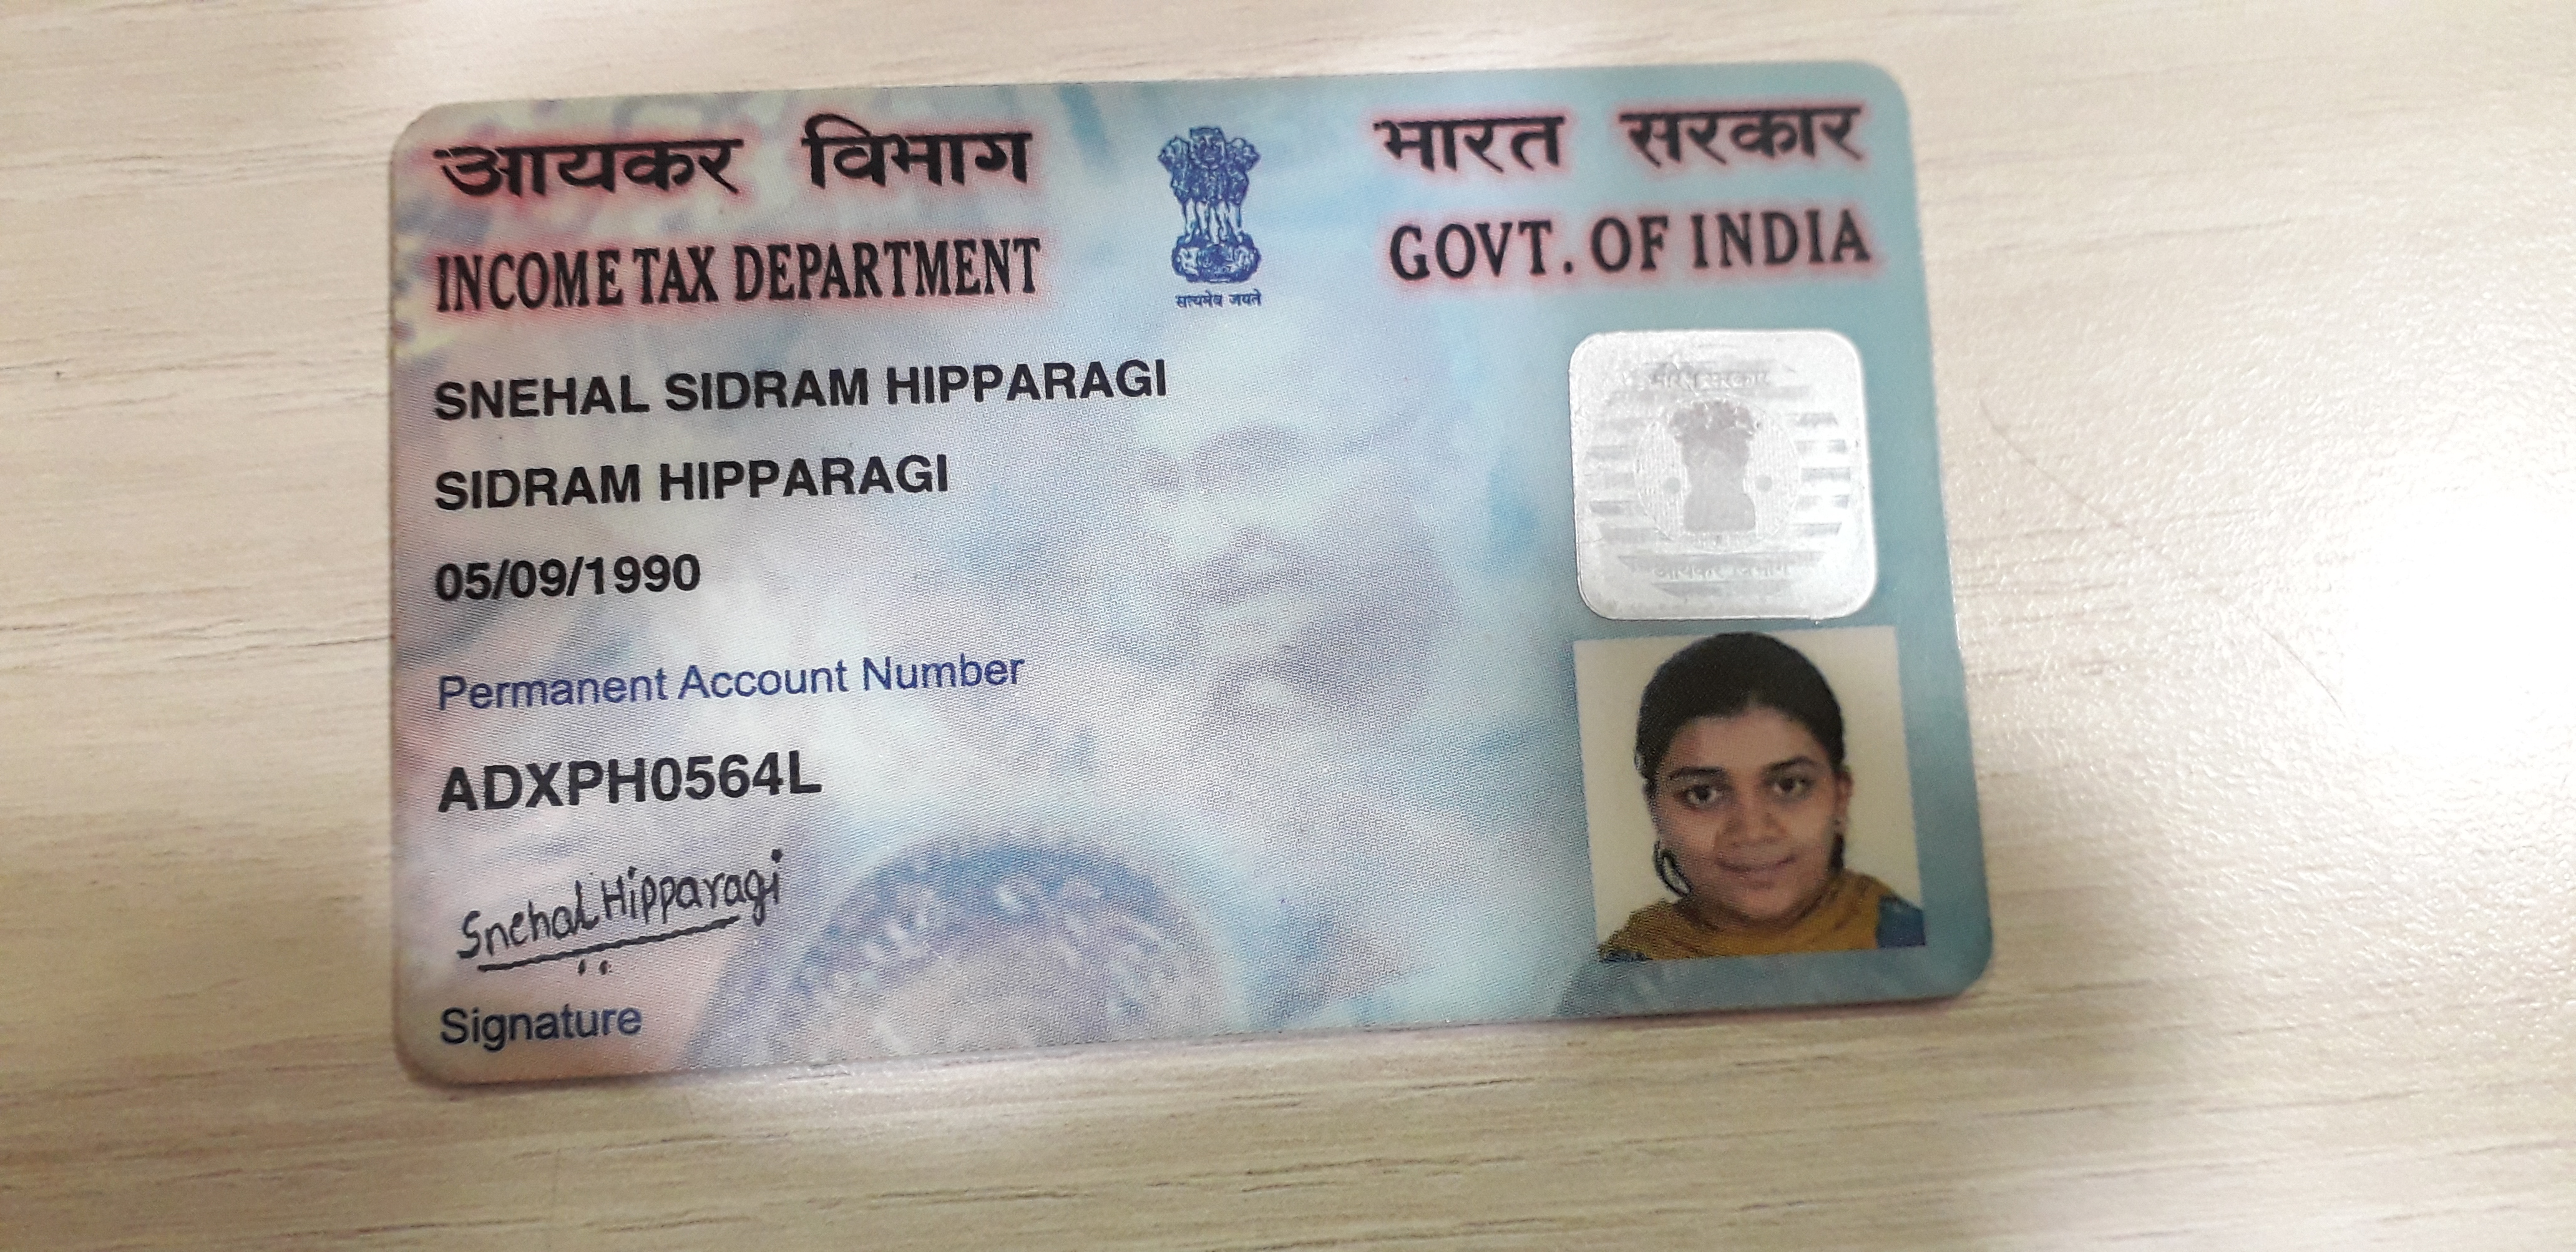 आयकर विभाग
INCOME TAX DEPARTMENT
सत्यमेव जयते
भारत सरकार
GOVT. OF INDIA
SNEHAL SIDRAM HIPPARAGI
SIDRAM HIPPARAGI
05/09/1990
Permanent Account Number
ADXPH0564L
Snehal Hipparagi
Signature